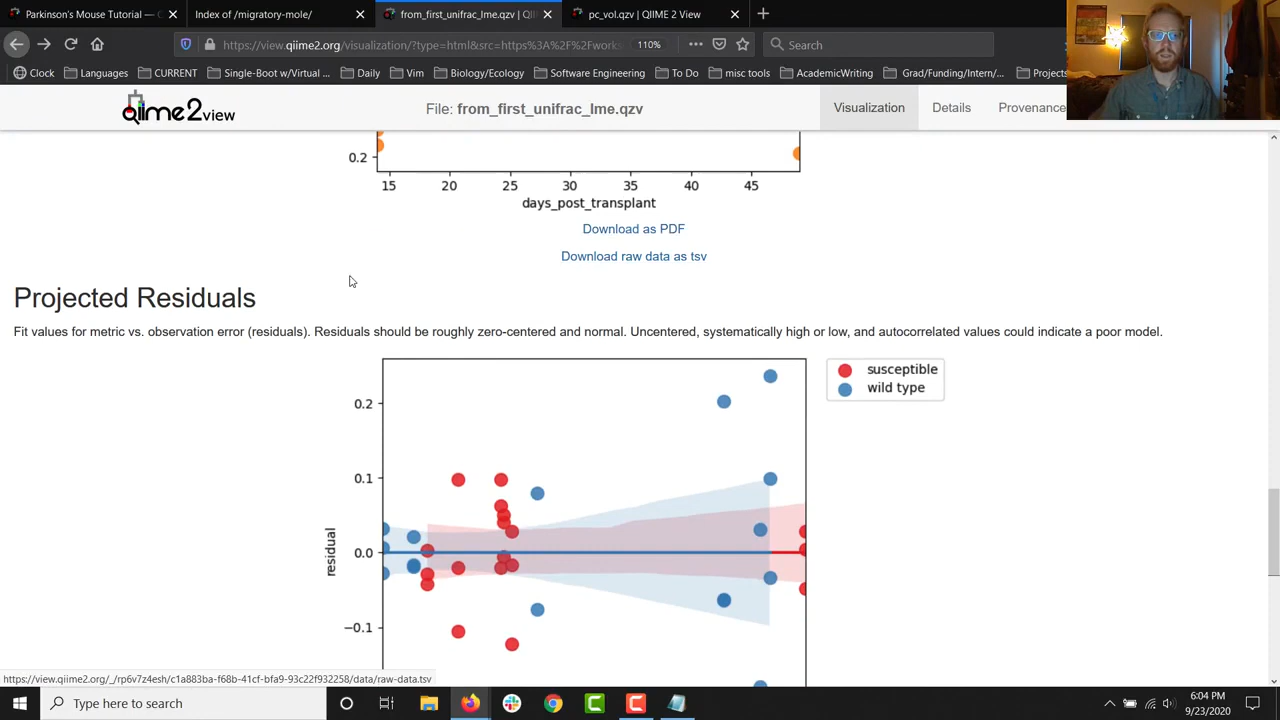 Parkinson's Mouse Tutorial — (
Index of /migratory-mole/
from_first_unifrac_lme.qzv | QII
pc_vol.qzv | QIIME 2 View
https://view.qiime2.org/visualization/?type=html&src=https%3A%2F%2Fwork
110%
Search
Clock
Languages
CURRENT
Single-Boot w/Virtual ...
Daily
Vim
Biology/Ecology
Software Engineering
To Do
misc tools
AcademicWriting
Grad/Funding/Intern/...
Projects
qiime2view
File: from_first_unifrac_lme.qzv
Visualization
Details
Provenance
0.2
15 20 25 30 35 40 45
days_post_transplant
Download as PDF
Download raw data as tsv
Projected Residuals
Fit values for metric vs. observation error (residuals). Residuals should be roughly zero-centered and normal. Uncentered, systematically high or low, and autocorrelated values could indicate a poor model.
susceptible
wild type
0.2
0.1
0.0
−0.1
residual
https://view.qiime2.org/_/rp6v7z4esh/c1a883ba-f68b-41cf-bfa9-93c22f932258/data/raw-data.tsv
Type here to search
6:04 PM
9/23/2020